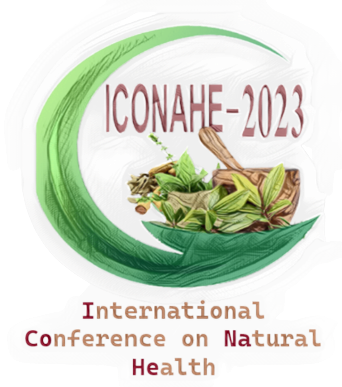 ICONAHE-2023
International
Conference on Natural
Health